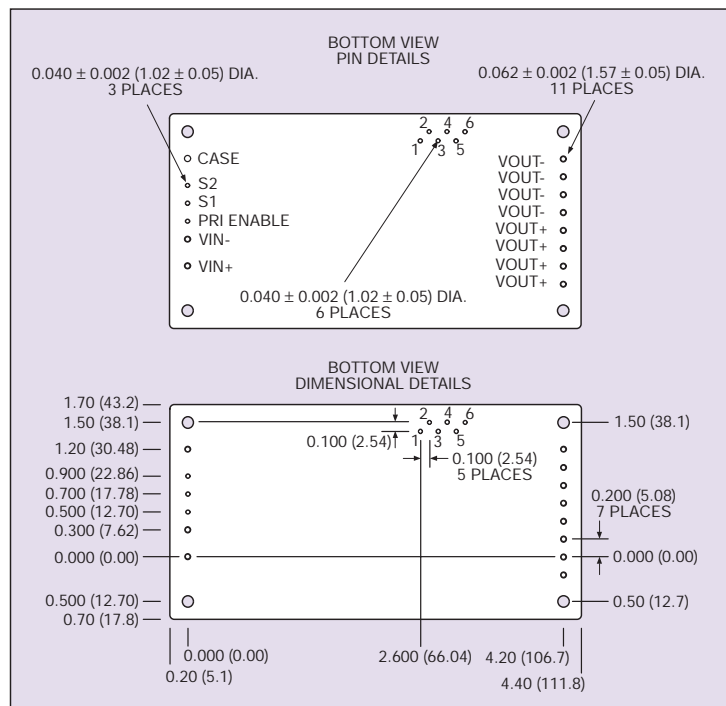 BOTTOM VIEW
PIN DETAILS
0.040 ± 0.002 (1.02 ± 0.05) DIA.
3 PLACES
0.062 ± 0.002 (1.57 ± 0.05) DIA.
11 PLACES
2 4 6
1 3 5
CASE
S2
S1
PRI ENABLE
VIN-
VIN+
VOUT-
VOUT-
VOUT-
VOUT-
VOUT+
VOUT+
VOUT+
VOUT+
0.040 ± 0.002 (1.02 ± 0.05) DIA.
6 PLACES
BOTTOM VIEW
DIMENSIONAL DETAILS
1.70 (43.2)
1.50 (38.1)
1.20 (30.48)
0.900 (22.86)
0.700 (17.78)
0.500 (12.70)
0.300 (7.62)
0.000 (0.00)
0.500 (12.70)
0.70 (17.8)
2 4 6
1 3 5
0.100 (2.54)
0.100 (2.54)
5 PLACES
1.50 (38.1)
0.200 (5.08)
7 PLACES
0.000 (0.00)
0.50 (12.7)
0.000 (0.00)
0.20 (5.1)
2.600 (66.04)
4.20 (106.7)
4.40 (111.8)